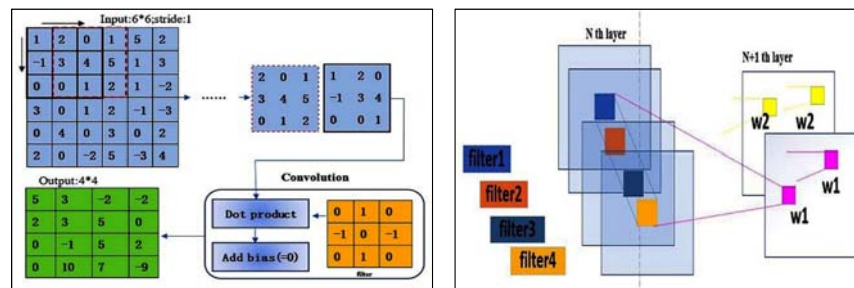 Input:6*6;stride:1
1 2 0 1 5 2
-1 3 4 5 1 3
0 0 1 2 1 -2
3 0 1 2 -1 -3
0 4 0 3 0 2
2 0 -2 5 -3 4
......
2 0 1
3 4 5
0 1 2
1 2 0
-1 3 4
0 0 1
Output:4*4
5 3 -2 -2
2 3 5 0
0 -1 5 2
0 10 7 -9
Convolution
Dot product
Add bias(=0)
0 1 0
-1 0 -1
0 1 0
filter
N th layer
N+1 th layer
w2
w2
w1
w1
filter1
filter2
filter3
filter4